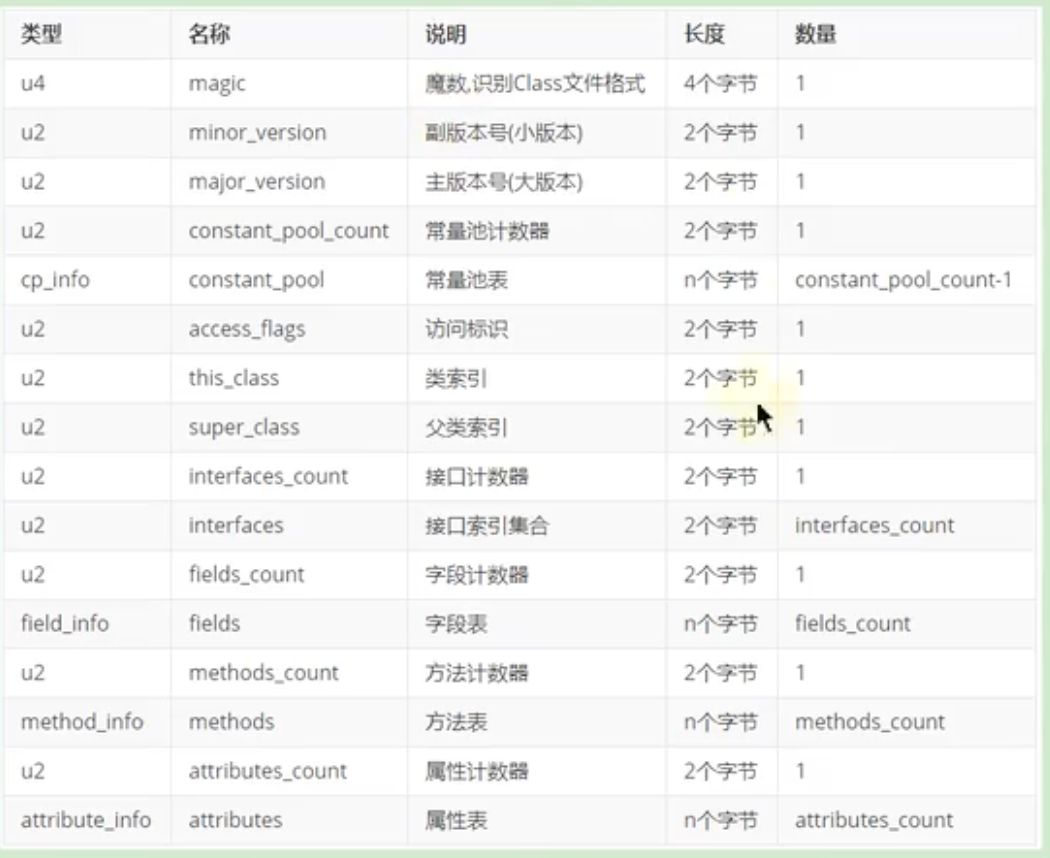 类型 名称 说明 长度 数量
u4 magic 魔数,识别Class文件格式 4个字节 1
u2 minor_version 副版本号(小版本) 2个字节 1
u2 major_version 主版本号(大版本) 2个字节 1
u2 constant_pool_count 常量池计数器 2个字节 1
cp_info constant_pool 常量池表 n个字节 constant_pool_count-1
u2 access_flags 访问标识 2个字节 1
u2 this_class 类索引 2个字节 1
u2 super_class 父类索引 2个字节 1
u2 interfaces_count 接口计数器 2个字节 1
u2 interfaces 接口索引集合 2个字节 interfaces_count
u2 fields_count 字段计数器 2个字节 1
field_info fields 字段表 n个字节 fields_count
u2 methods_count 方法计数器 2个字节 1
method_info methods 方法表 n个字节 methods_count
u2 attributes_count 属性计数器 2个字节 1
attribute_info attributes 属性表 n个字节 attributes_count